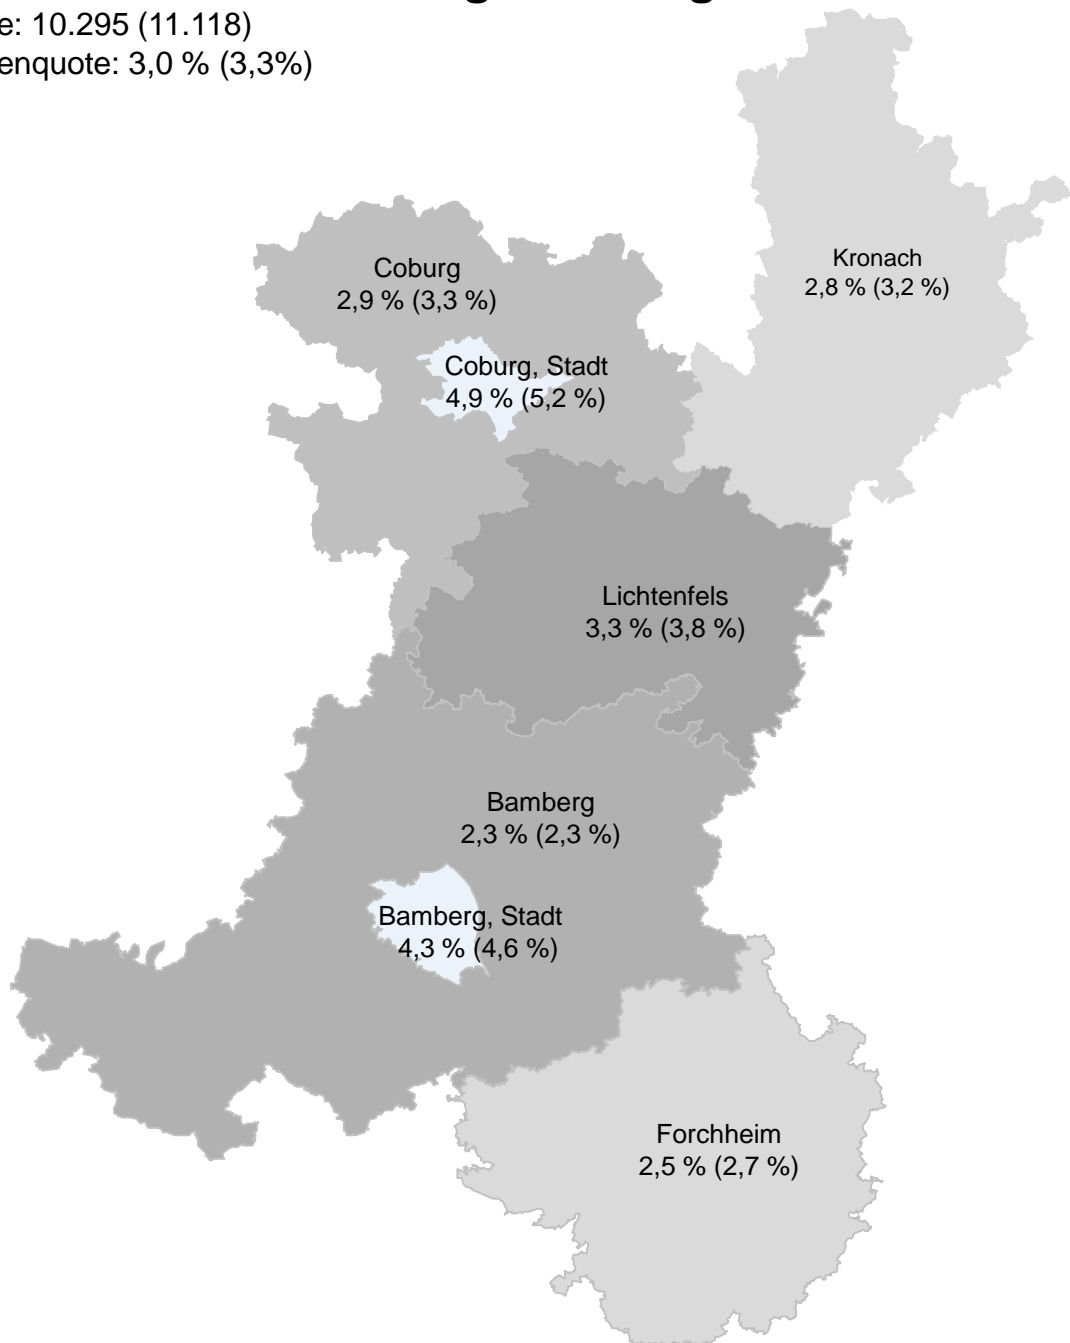 e: 10.295 (11.118)
enquote: 3,0 % (3,3%)
Kronach
2,8 % (3,2 %)
Coburg
2,9 % (3,3 %)
Coburg, Stadt
4,9 % (5,2 %)
Lichtenfels
3,3 % (3,8 %)
Bamberg
2,3 % (2,3 %)
Bamberg, Stadt
4,3 % (4,6 %)
Forchheim
2,5 % (2,7 %)